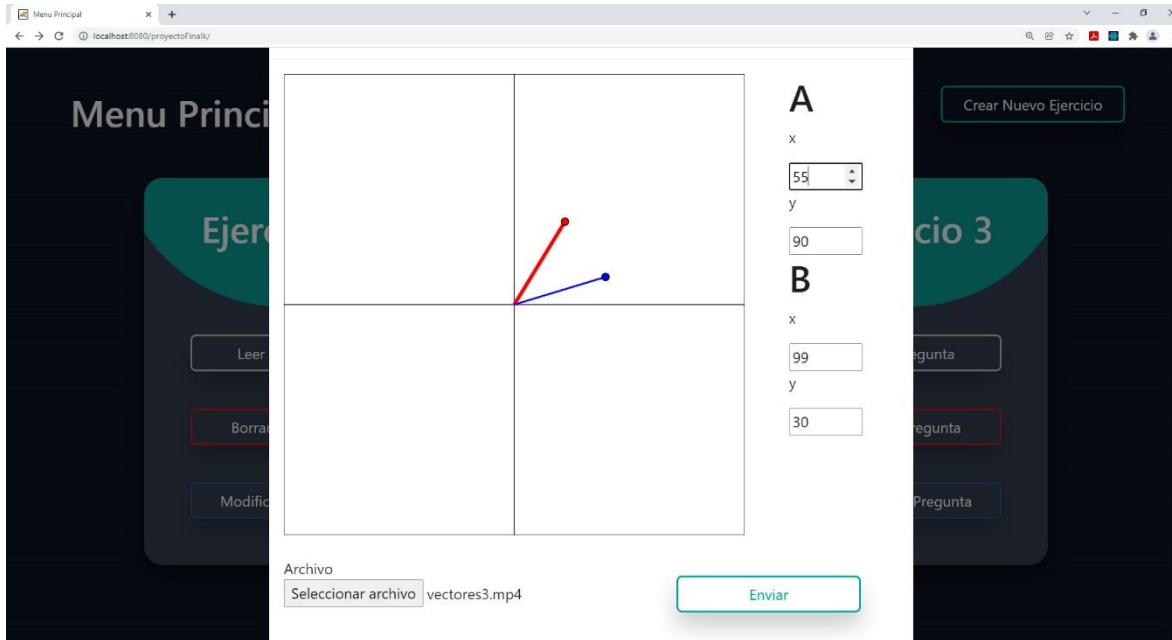 Menu Principal
localhost:8080/proyectoFinalk/
Menu Princi
Crear Nuevo Ejercicio
A
x
55
y
90
B
x
99
y
30
Ejer
cio 3
Leer
egunta
Borrar
regunta
Modific
Pregunta
Archivo
Seleccionar archivo vectores3.mp4
Enviar